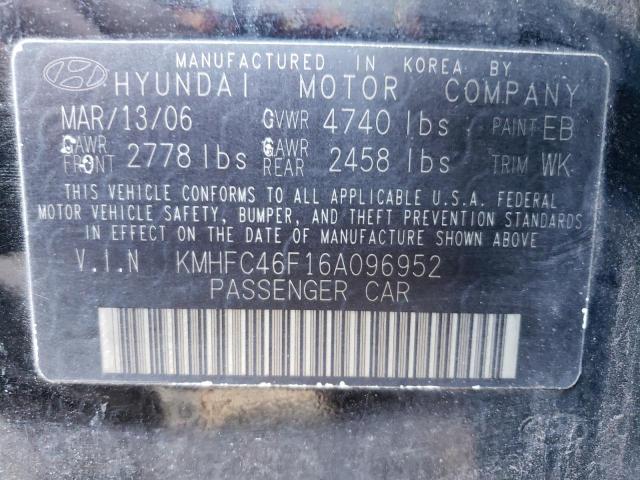 MANUFACTURED IN KOREA BY
HYUNDAI MOTOR COMPANY
MAR/13/06 GVWR 4740 lbs PAINT EB
GAWR FRONT 2778 lbs GAWR REAR 2458 lbs TRIM WK
THIS VEHICLE CONFORMS TO ALL APPLICABLE U.S.A. FEDERAL
MOTOR VEHICLE SAFETY, BUMPER, AND THEFT PREVENTION STANDARDS
IN EFFECT ON THE DATE OF MANUFACTURE SHOWN ABOVE
V.I.N KMHFC46F16A096952
PASSENGER CAR